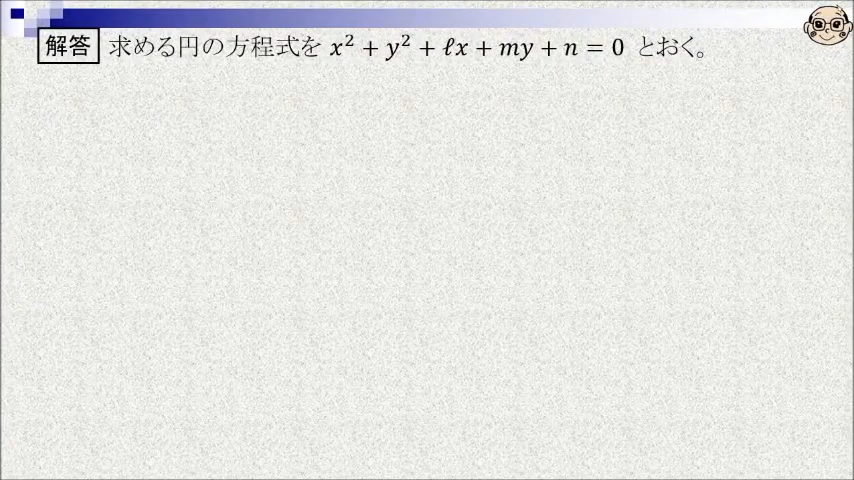 解答 求める円の方程式を x² + y² + ℓx + my + n = 0 とおく。